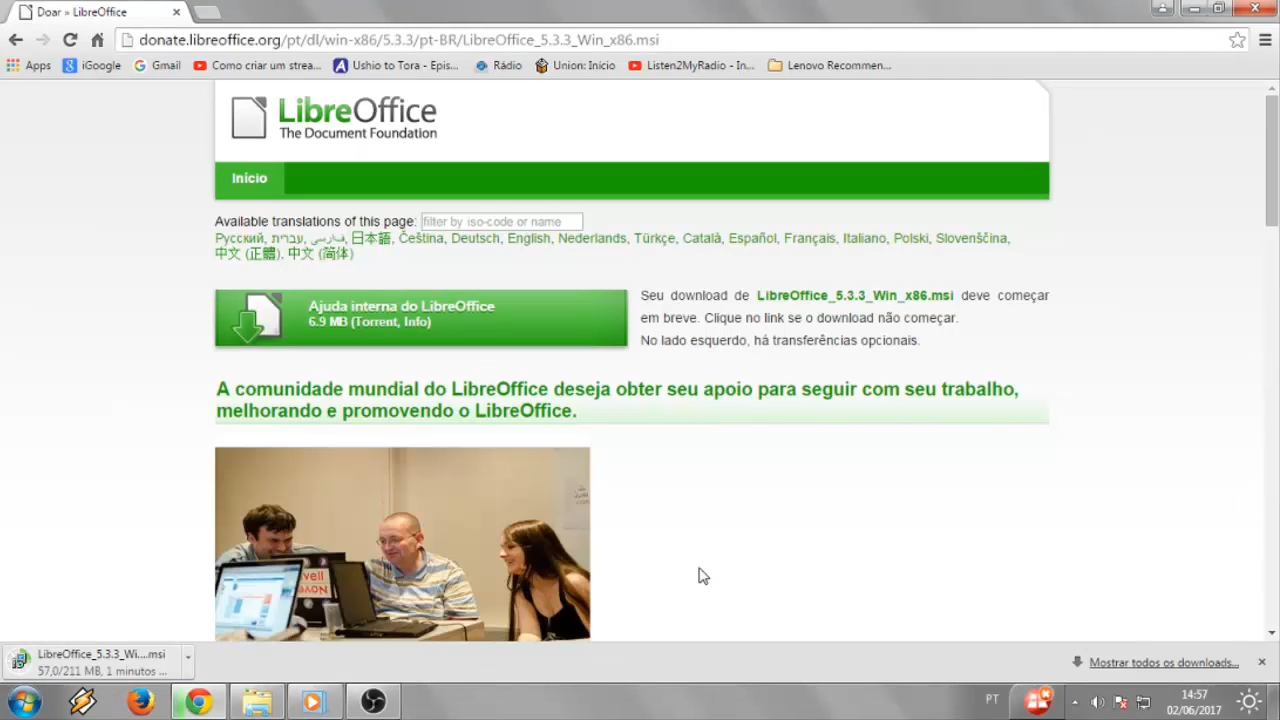 Doar » LibreOffice
donate.libreoffice.org/pt/dl/win-x86/5.3.3/pt-BR/LibreOffice_5.3.3_Win_x86.msi
Apps iGoogle Gmail Como criar um strea... Ushio to Tora - Epis... Rádio Union: Início Listen2MyRadio - In... Lenovo Recommen...
LibreOffice
The Document Foundation
Início
Available translations of this page: filter by iso-code or name
Русский, עברית, فارسی, 日本語, Čeština, Deutsch, English, Nederlands, Türkçe, Català, Español, Français, Italiano, Polski, Slovenščina,
中文 (正體), 中文 (简体)
Ajuda interna do LibreOffice
6.9 MB (Torrent, Info)
Seu download de LibreOffice_5.3.3_Win_x86.msi deve começar
em breve. Clique no link se o download não começar.
No lado esquerdo, há transferências opcionais.
A comunidade mundial do LibreOffice deseja obter seu apoio para seguir com seu trabalho,
melhorando e promovendo o LibreOffice.
Novell
LibreOffice_5.3.3_Wi....msi
57,0/211 MB, 1 minutos ...
Mostrar todos os downloads...
PT
14:57
02/06/2017